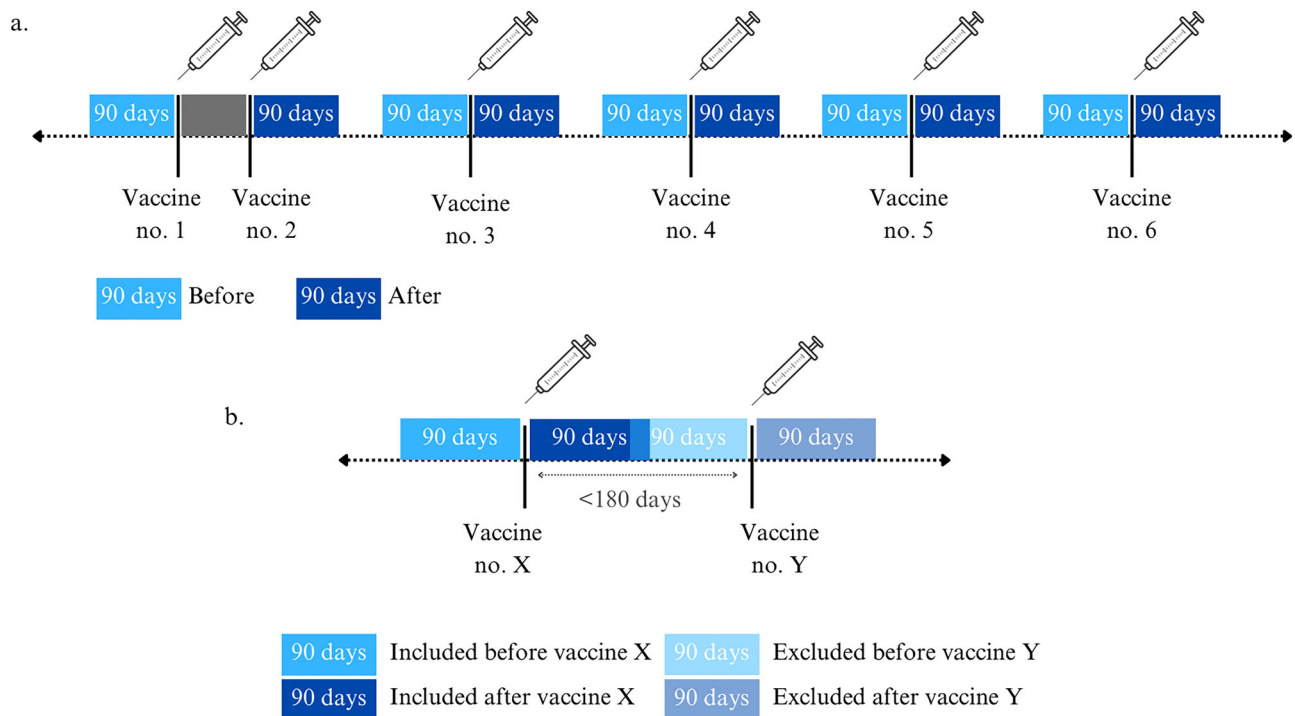 a.
90 days 90 days 90 days 90 days 90 days 90 days 90 days 90 days 90 days 90 days
Vaccine Vaccine Vaccine Vaccine Vaccine Vaccine
no. 1 no. 2 no. 3 no. 4 no. 5 no. 6
90 days Before 90 days After
b.
90 days 90 days 90 days 90 days
<180 days
Vaccine Vaccine
no. X no. Y
90 days Included before vaccine X 90 days Excluded before vaccine Y
90 days Included after vaccine X 90 days Excluded after vaccine Y